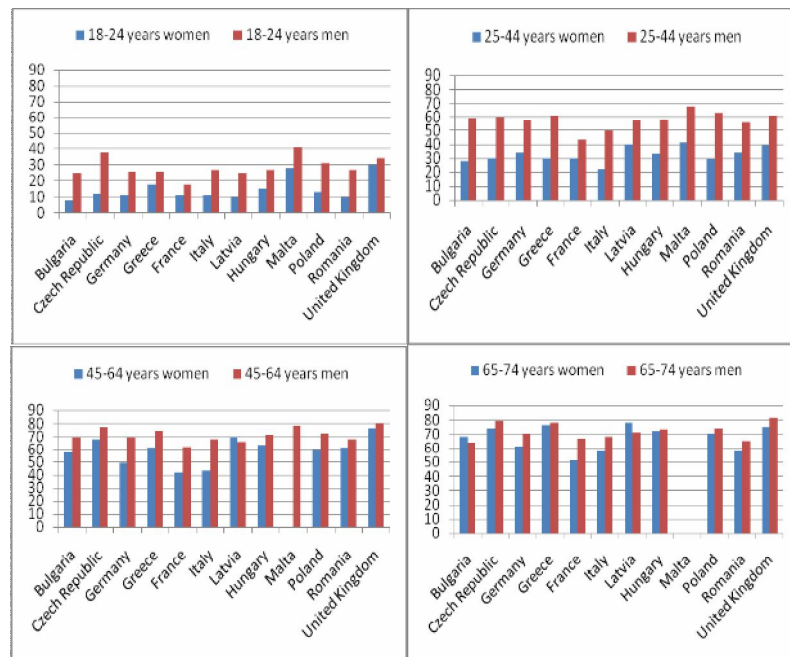 18-24 years women 18-24 years men
90
80
70
60
50
40
30
20
10
0
Bulgaria
Czech Republic
Germany
Greece
France
Italy
Latvia
Hungary
Malta
Poland
Romania
United Kingdom
25-44 years women 25-44 years men
90
80
70
60
50
40
30
20
10
0
Bulgaria
Czech Republic
Germany
Greece
France
Italy
Latvia
Hungary
Malta
Poland
Romania
United Kingdom
45-64 years women 45-64 years men
90
80
70
60
50
40
30
20
10
0
Bulgaria
Czech Republic
Germany
Greece
France
Italy
Latvia
Hungary
Malta
Poland
Romania
United Kingdom
65-74 years women 65-74 years men
90
80
70
60
50
40
30
20
10
0
Bulgaria
Czech Republic
Germany
Greece
France
Italy
Latvia
Hungary
Malta
Poland
Romania
United Kingdom